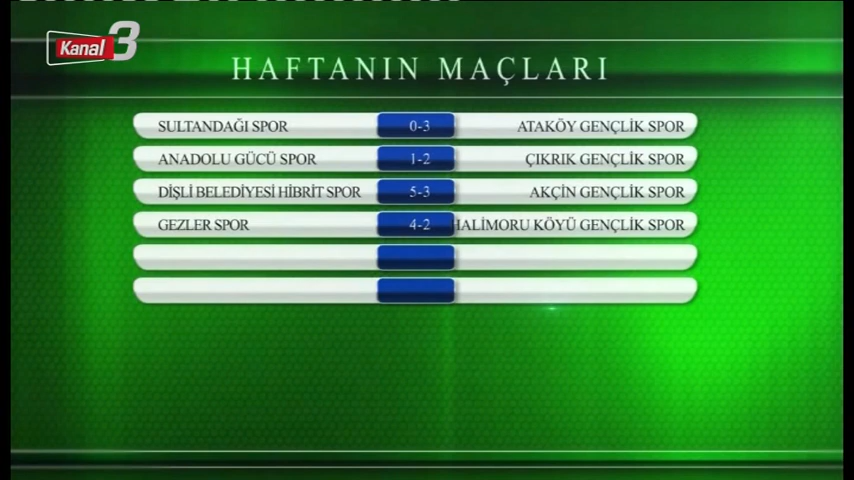 Kanal 3
HAFTANIN MAÇLARI
SULTANDAĞI SPOR 0-3 ATAKÖY GENÇLİK SPOR
ANADOLU GÜCÜ SPOR 1-2 ÇIKRIK GENÇLİK SPOR
DİŞLİ BELEDİYESİ HİBRİT SPOR 5-3 AKÇİN GENÇLİK SPOR
GEZLER SPOR 4-2 HALİMORU KÖYÜ GENÇLİK SPOR